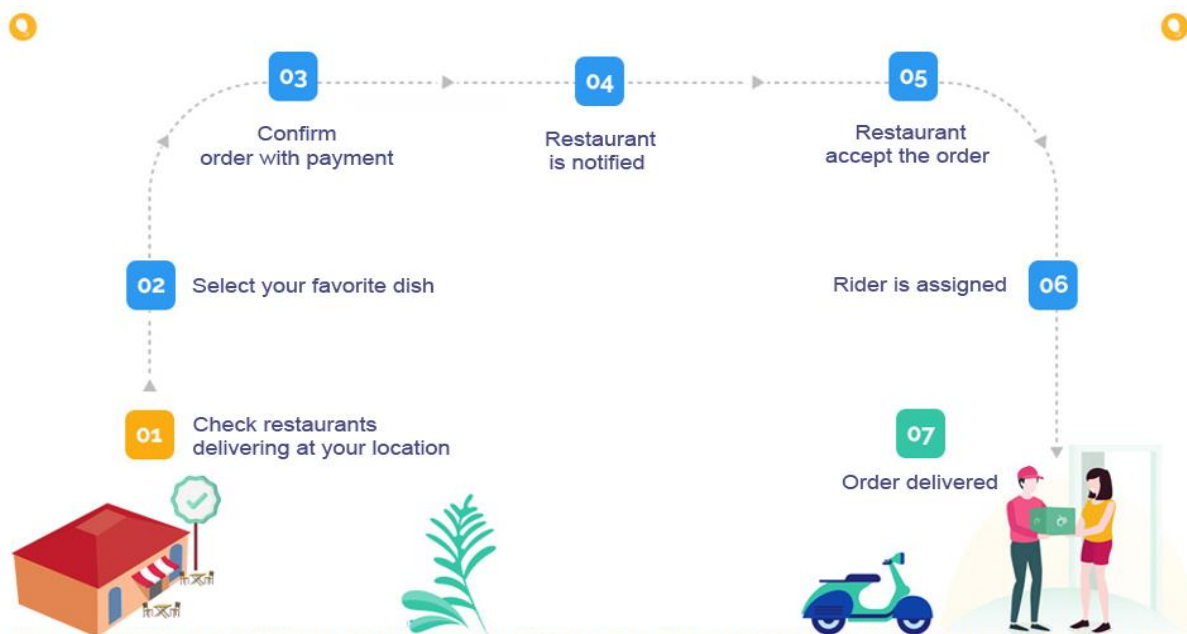 01
Check restaurants
delivering at your location
02
Select your favorite dish
03
Confirm
order with payment
04
Restaurant
is notified
05
Restaurant
accept the order
06
Rider is assigned
07
Order delivered